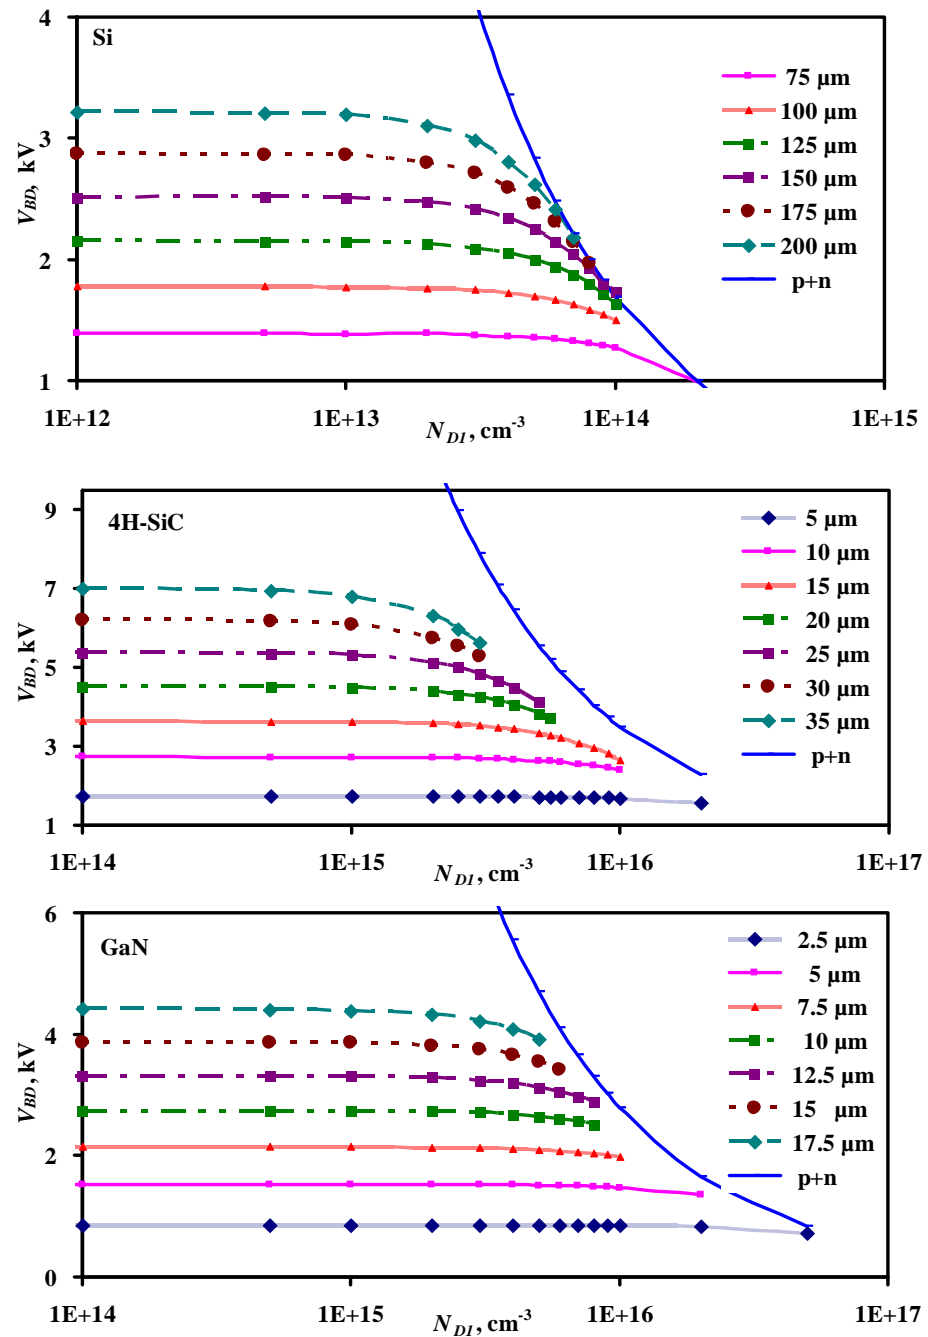 4
Si
75 µm
100 µm
3
125 µm
V_BD, kV
150 µm
175 µm
2
200 µm
p+n
1
1E+12 1E+13 1E+14 1E+15
N_D1, cm-3
9
4H-SiC
5 µm
10 µm
7
15 µm
20 µm
V_BD, kV
5
25 µm
30 µm
3
35 µm
p+n
1
1E+14 1E+15 1E+16 1E+17
N_D1, cm-3
6
GaN
2.5 µm
5 µm
4
7.5 µm
10 µm
V_BD, kV
12.5 µm
2
15 µm
17.5 µm
p+n
0
1E+14 1E+15 1E+16 1E+17
N_D1, cm-3